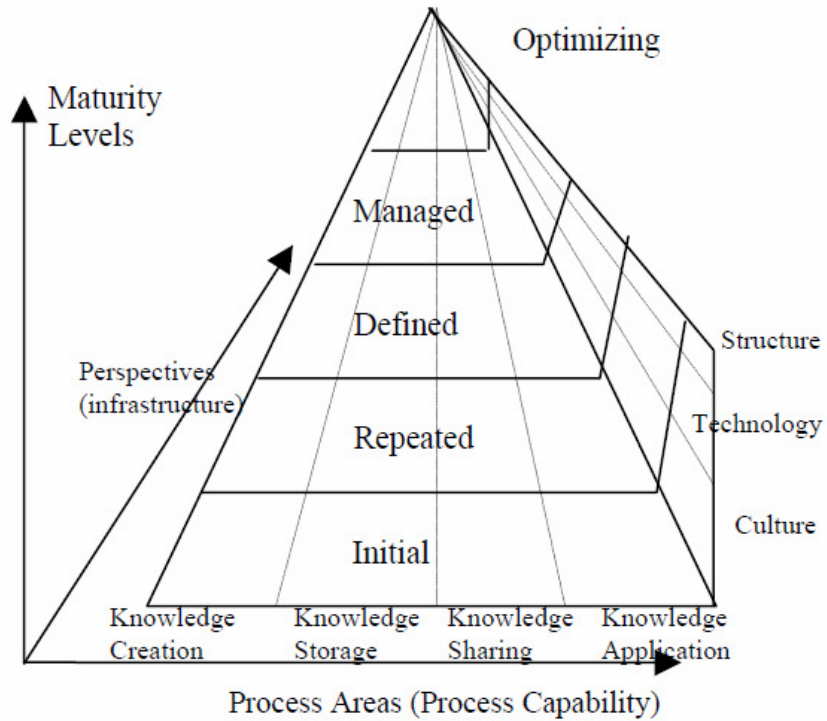 Optimizing
Maturity
Levels
Managed
Defined
Structure
Perspectives
(infrastructure)
Technology
Repeated
Culture
Initial
Knowledge Creation
Knowledge Storage
Knowledge Sharing
Knowledge Application
Process Areas (Process Capability)